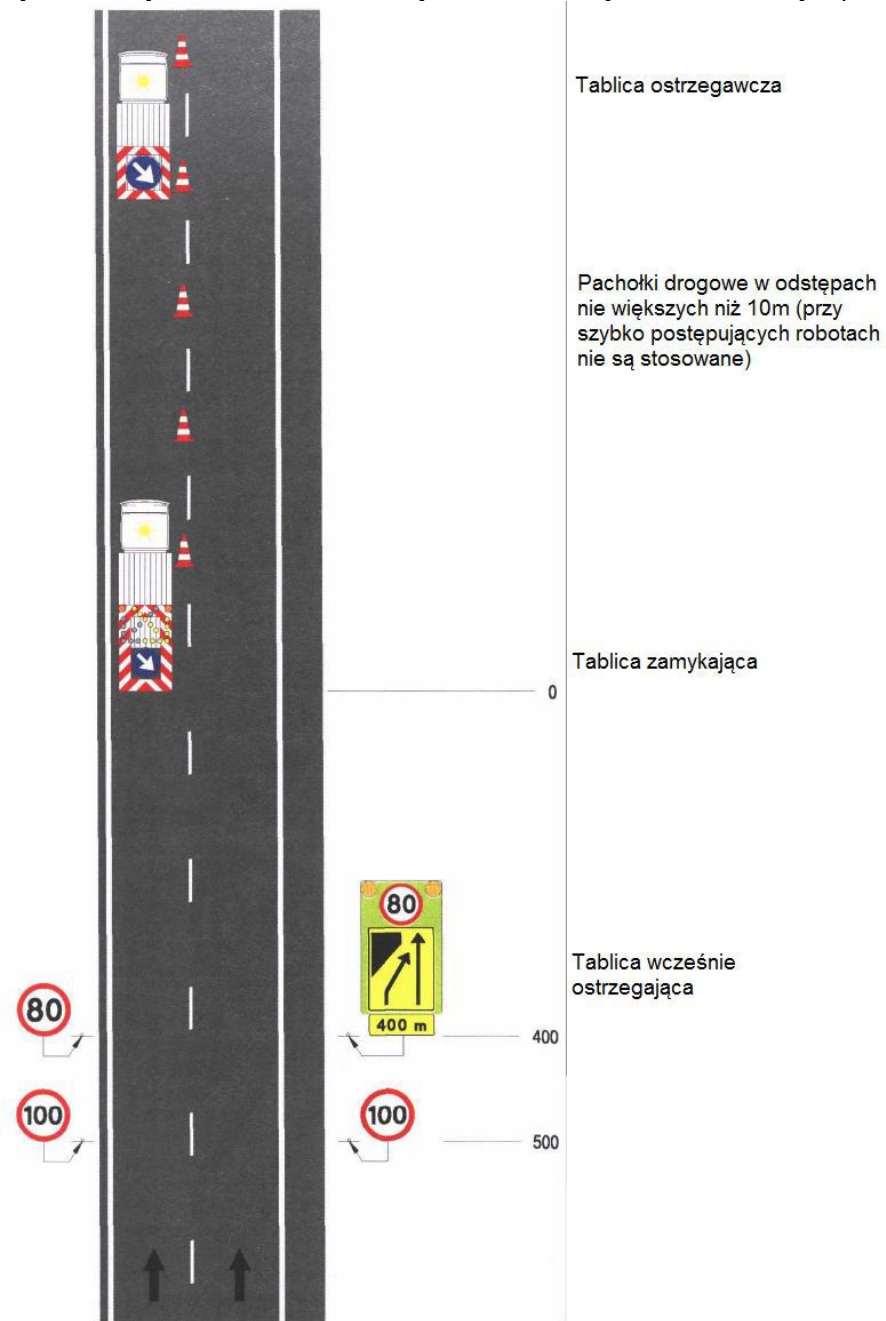 Tablica ostrzegawcza
Pachołki drogowe w odstępach
nie większych niż 10m (przy
szybko postępujących robotach
nie są stosowane)
Tablica zamykająca
0
80
Tablica wcześnie
ostrzegająca
80
400 m
400
100
100
500